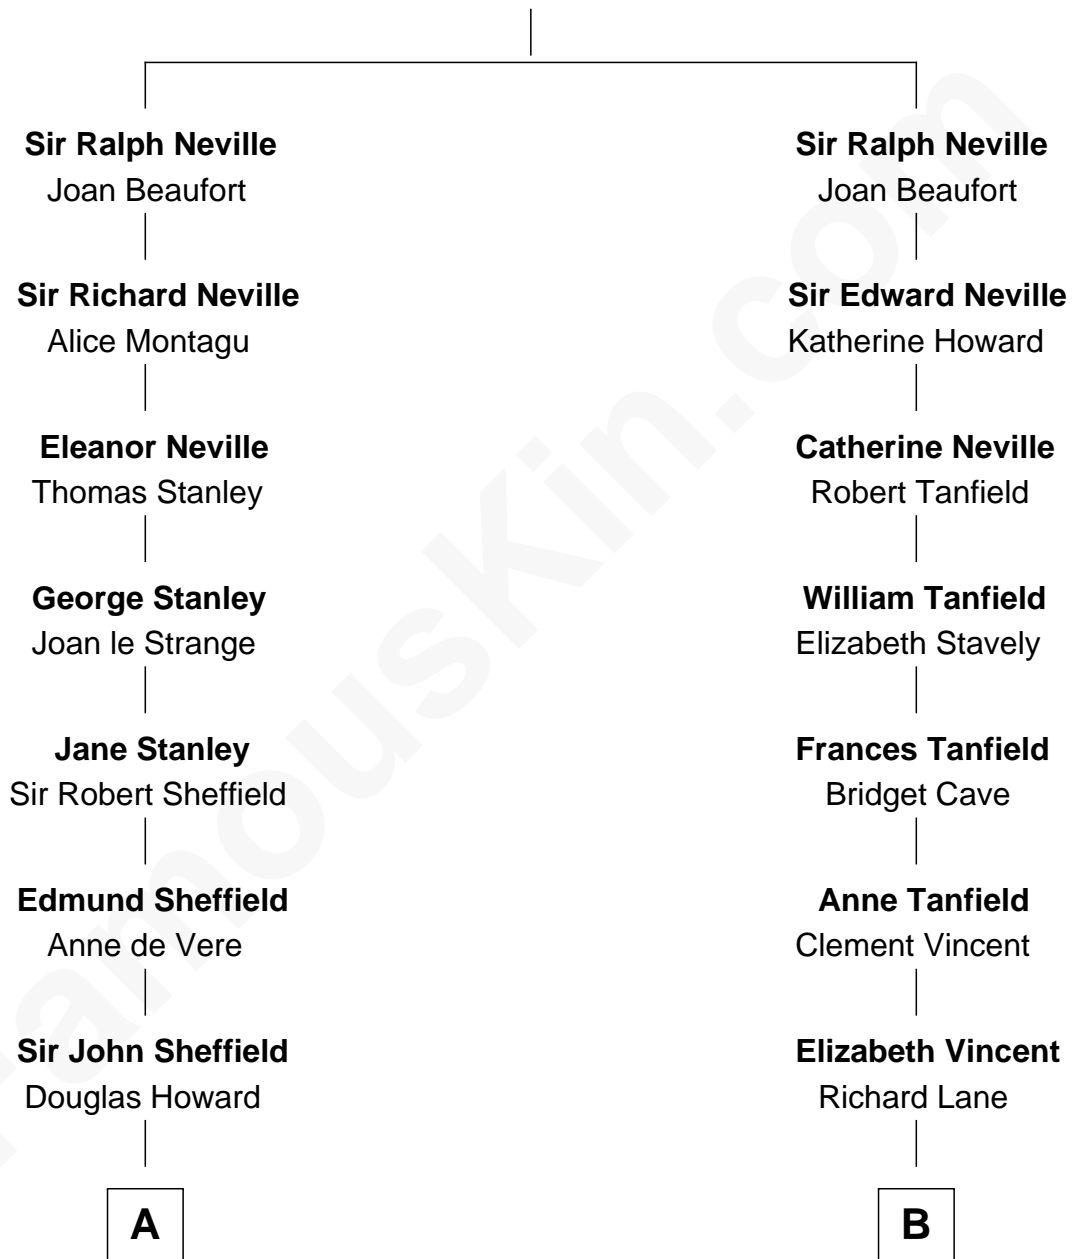 Sir Ralph Neville
Joan Beaufort
Sir Richard Neville
Alice Montagu
Eleanor Neville
Thomas Stanley
George Stanley
Joan le Strange
Jane Stanley
Sir Robert Sheffield
Edmund Sheffield
Anne de Vere
Sir John Sheffield
Douglas Howard
A
Sir Ralph Neville
Joan Beaufort
Sir Edward Neville
Katherine Howard
Catherine Neville
Robert Tanfield
William Tanfield
Elizabeth Stavely
Frances Tanfield
Bridget Cave
Anne Tanfield
Clement Vincent
Elizabeth Vincent
Richard Lane
B
FamousKin.com